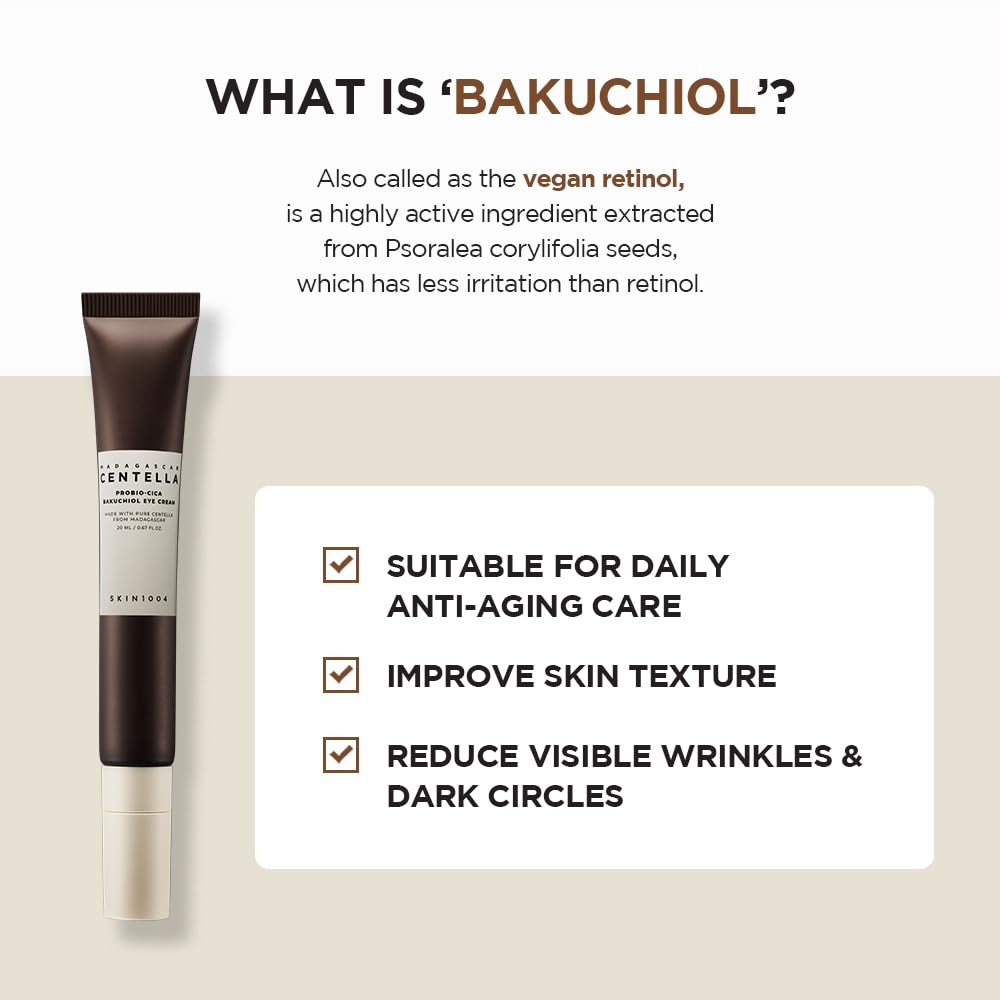 WHAT IS ‘BAKUCHIOL’?
Also called as the vegan retinol,
is a highly active ingredient extracted
from Psoralea corylifolia seeds,
which has less irritation than retinol.
MADAGASCAR
CENTELLA
PROBIO-CICA
BAKUCHIOL EYE CREAM
MADE WITH PURE CENTELLA
FROM MADAGASCAR
20 ML / 0.67 FL.OZ.
SKIN1004
SUITABLE FOR DAILY
ANTI-AGING CARE
IMPROVE SKIN TEXTURE
REDUCE VISIBLE WRINKLES &
DARK CIRCLES